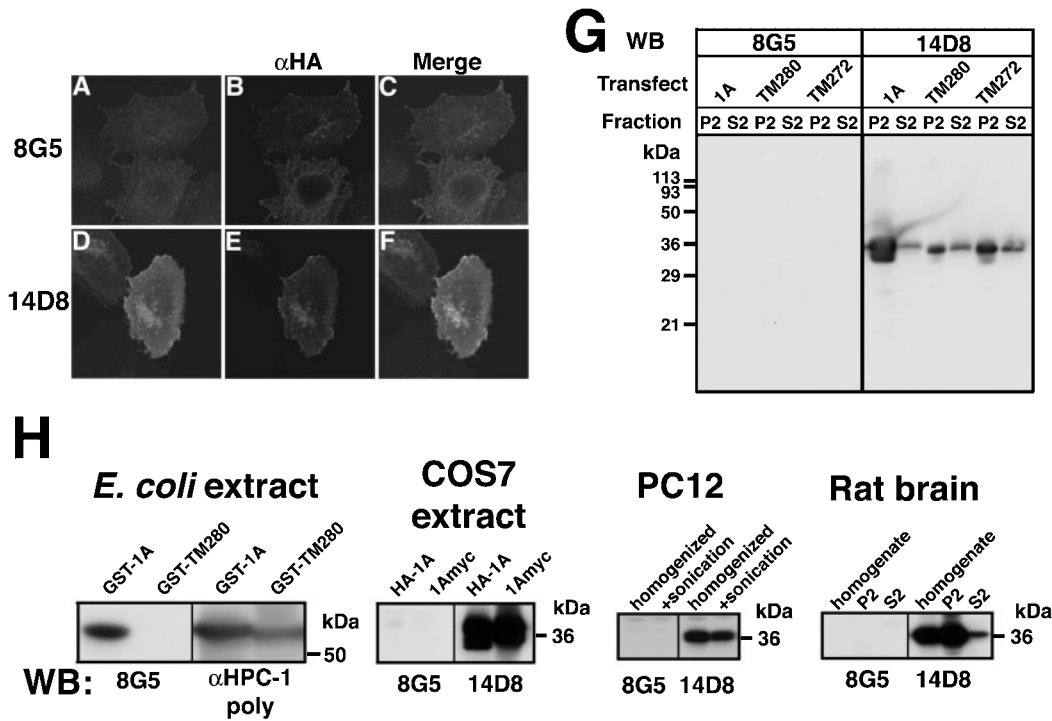 αHA Merge
8G5 A B C
14D8 D E F
G
WB 8G5 14D8
Transfect 1A TM280 TM272 1A TM280 TM272
Fraction P2 S2 P2 S2 P2 S2 P2 S2 P2 S2 P2 S2
kDa
113
93
50
36
29
21
H
E. coli extract
GST-1A GST-TM280 GST-1A GST-TM280
kDa
50
WB: 8G5 αHPC-1
poly
COS7
extract
HA-1A 1Amyc HA-1A 1Amyc
kDa
36
8G5 14D8
PC12
homogenized +sonication homogenized +sonication
kDa
36
8G5 14D8
Rat brain
homogenate P2 S2 homogenate P2 S2
kDa
36
8G5 14D8